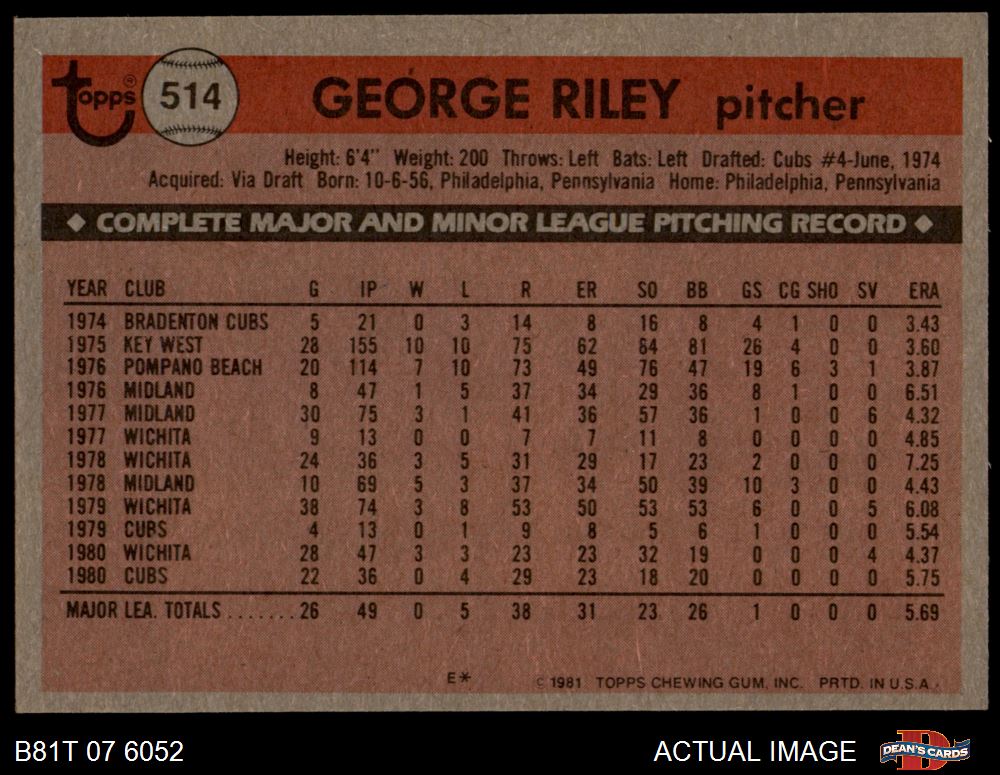 Topps® 514 GEORGE RILEY pitcher
Height: 6'4" Weight: 200 Throws: Left Bats: Left Drafted: Cubs #4-June, 1974
Acquired: Via Draft Born: 10-6-56, Philadelphia, Pennsylvania Home: Philadelphia, Pennsylvania
◆ COMPLETE MAJOR AND MINOR LEAGUE PITCHING RECORD ◆
YEAR CLUB G IP W L R ER SO BB GS CG SHO SV ERA
1974 BRADENTON CUBS 5 21 0 3 14 8 16 8 4 1 0 0 3.43
1975 KEY WEST 28 155 10 10 75 62 64 81 26 4 0 0 3.60
1976 POMPANO BEACH 20 114 7 10 73 49 76 47 19 6 3 1 3.87
1976 MIDLAND 8 47 1 5 37 34 29 36 8 1 0 0 6.51
1977 MIDLAND 30 75 3 1 41 36 57 36 1 0 0 6 4.32
1977 WICHITA 9 13 0 0 7 7 11 8 0 0 0 0 4.85
1978 WICHITA 24 36 3 5 31 29 17 23 2 0 0 0 7.25
1978 MIDLAND 10 69 5 3 37 34 50 39 10 3 0 0 4.43
1979 WICHITA 38 74 3 8 53 50 53 53 6 0 0 5 6.08
1979 CUBS 4 13 0 1 9 8 5 6 1 0 0 0 5.54
1980 WICHITA 28 47 3 3 23 23 32 19 0 0 0 4 4.37
1980 CUBS 22 36 0 4 29 23 18 20 0 0 0 0 5.75
MAJOR LEA. TOTALS.......26 49 0 5 38 31 23 26 1 0 0 0 5.69
E* © 1981 TOPPS CHEWING GUM, INC. PRTD. IN U.S.A.
B81T 07 6052 ACTUAL IMAGE DEAN'S CARDS